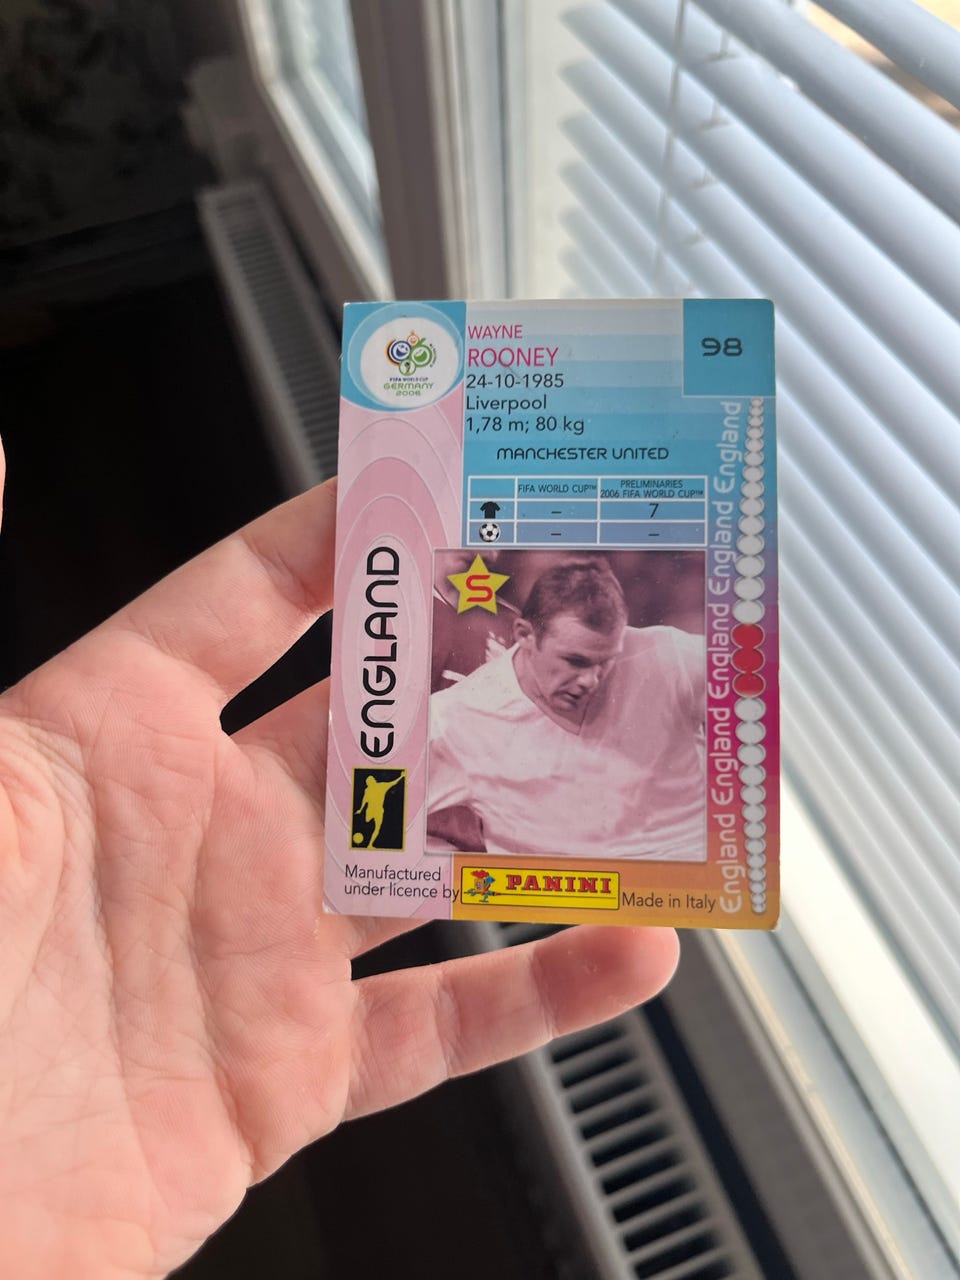 FIFA WORLD CUP
GERMANY
2006
WAYNE
ROONEY
24-10-1985
Liverpool
1,78 m; 80 kg
MANCHESTER UNITED
98
FIFA WORLD CUP™
PRELIMINARIES
2006 FIFA WORLD CUP™
– 7
– –
S
ENGLAND
England England England England England England
Manufactured
under licence by
PANINI
Made in Italy